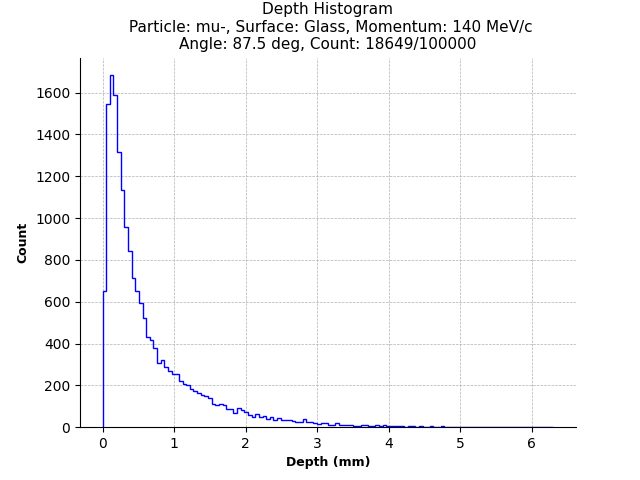 Depth Histogram
Particle: mu-, Surface: Glass, Momentum: 140 MeV/c
Angle: 87.5 deg, Count: 18649/100000
1600
1400
1200
1000
800
600
400
200
0
Count
0 1 2 3 4 5 6
Depth (mm)